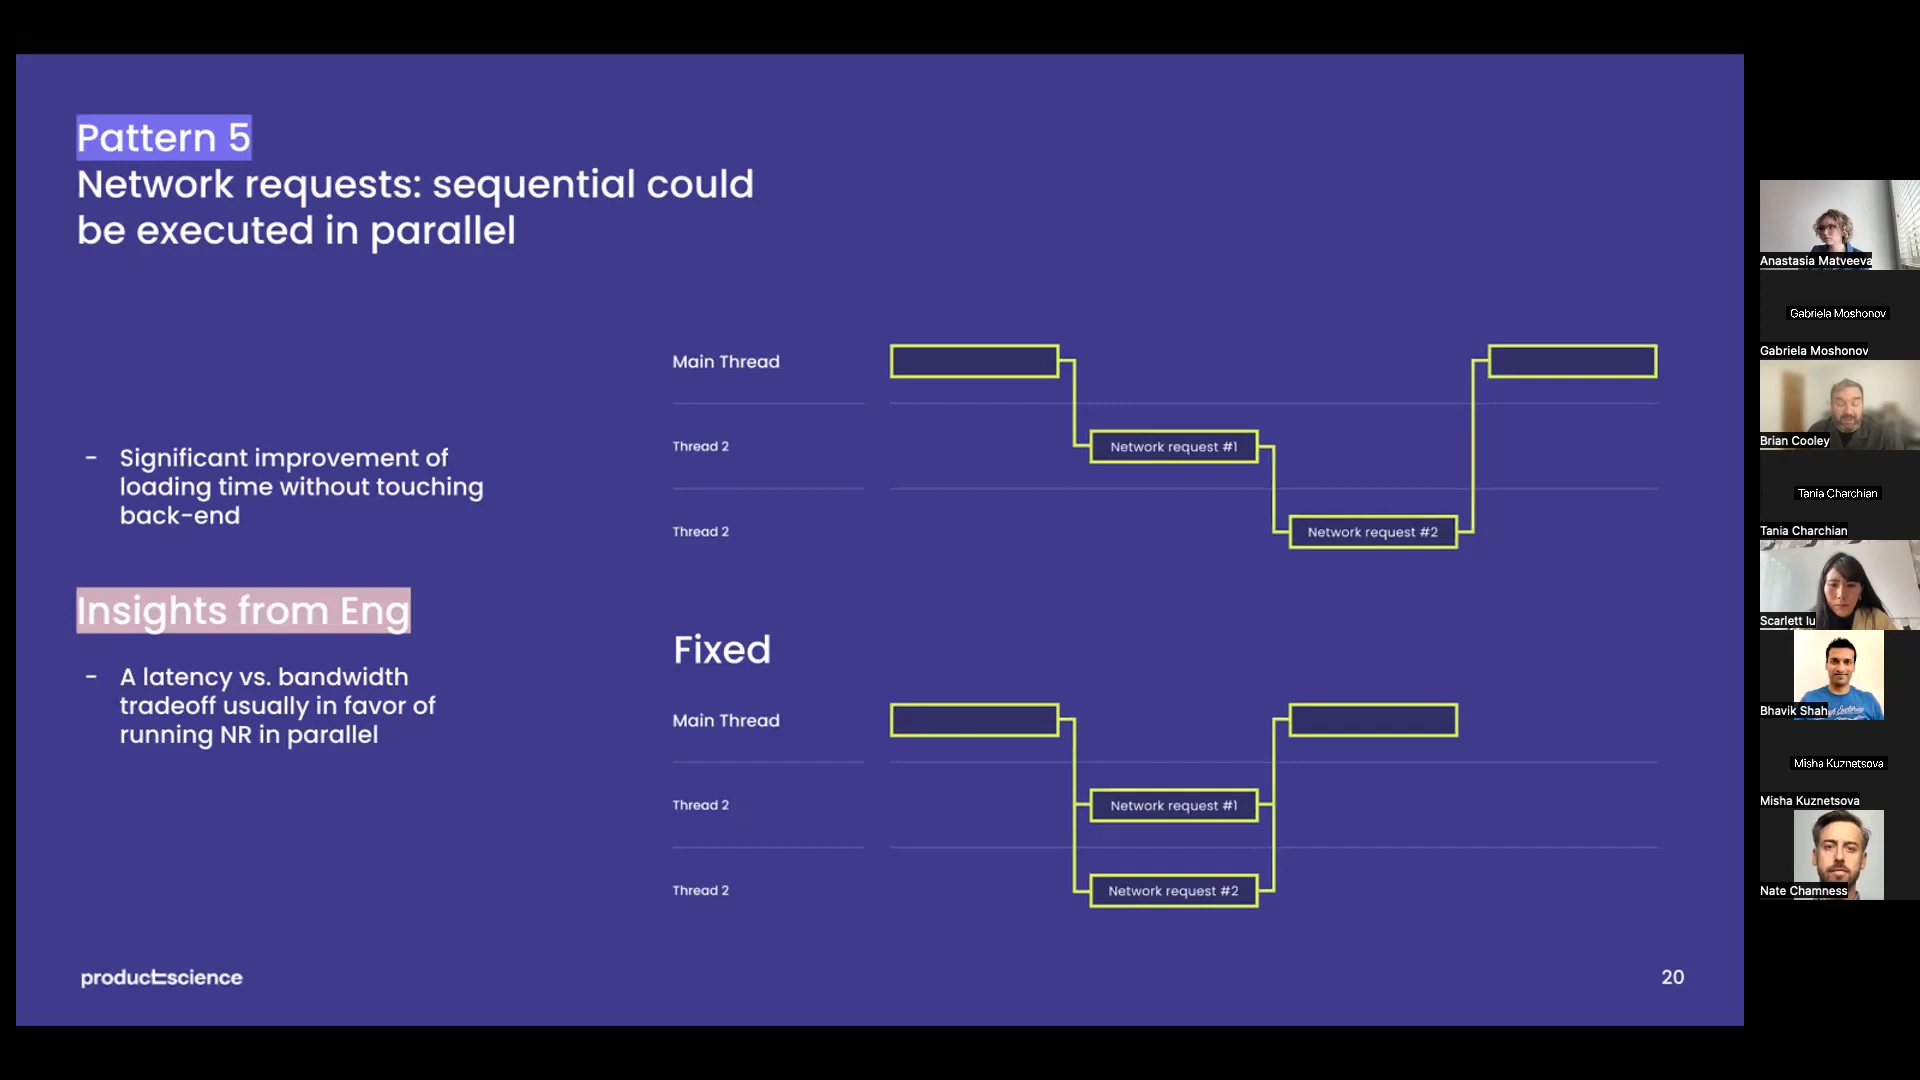 Pattern 5
Network requests: sequential could
be executed in parallel
- Significant improvement of
loading time without touching
back-end
Insights from Eng
- A latency vs. bandwidth
tradeoff usually in favor of
running NR in parallel
Main Thread
Thread 2
Network request #1
Thread 2
Network request #2
Fixed
Main Thread
Thread 2
Network request #1
Thread 2
Network request #2
productscience
20
Anastasia Matveeva
Gabriela Moshonov
Gabriela Moshonov
Brian Cooley
Tania Charchian
Tania Charchian
Scarlett Iu
Bhavik Shah
Misha Kuznetsova
Misha Kuznetsova
Nate Chamness